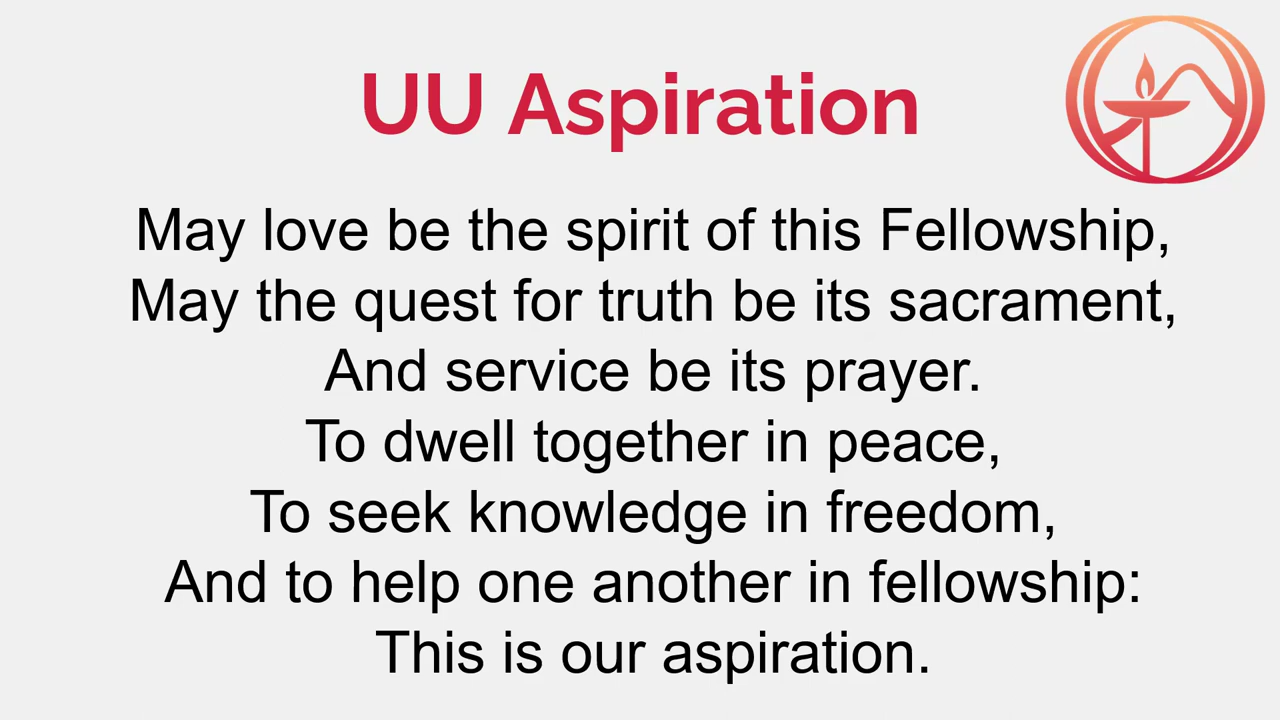 UU Aspiration
May love be the spirit of this Fellowship,
May the quest for truth be its sacrament,
And service be its prayer.
To dwell together in peace,
To seek knowledge in freedom,
And to help one another in fellowship:
This is our aspiration.